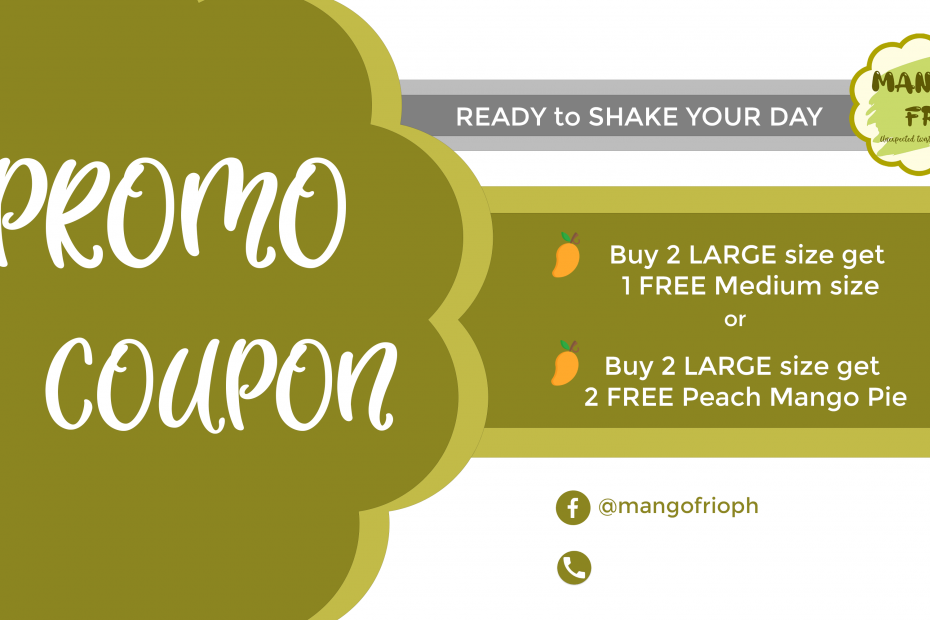 PROMO
COUPON
READY to SHAKE YOUR DAY
Buy 2 LARGE size get
1 FREE Medium size
or
Buy 2 LARGE size get
2 FREE Peach Mango Pie
@mangofrioph